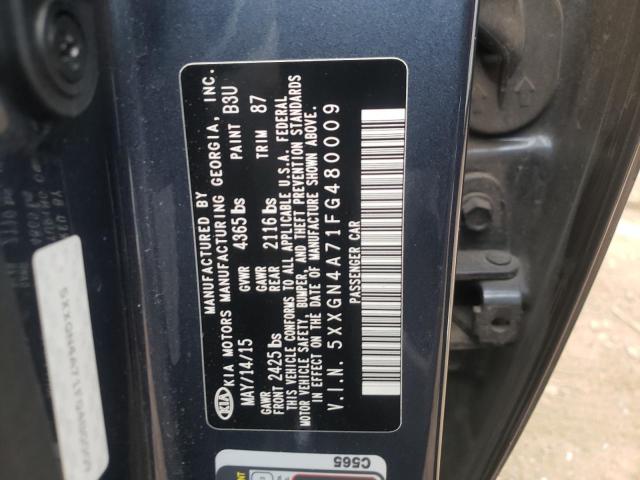 KIA
MANUFACTURED BY
KIA MOTORS MANUFACTURING GEORGIA, INC.
MAY/14/15 GVWR 4365 lbs PAINT B3U
GAWR FRONT 2425 lbs GAWR REAR 2116 lbs TRIM 87
THIS VEHICLE CONFORMS TO ALL APPLICABLE U.S.A. FEDERAL
MOTOR VEHICLE SAFETY, BUMPER, AND THEFT PREVENTION STANDARDS
IN EFFECT ON THE DATE OF MANUFACTURE SHOWN ABOVE.
V.I.N. 5XXGN4A71FG480009
PASSENGER CAR
C565